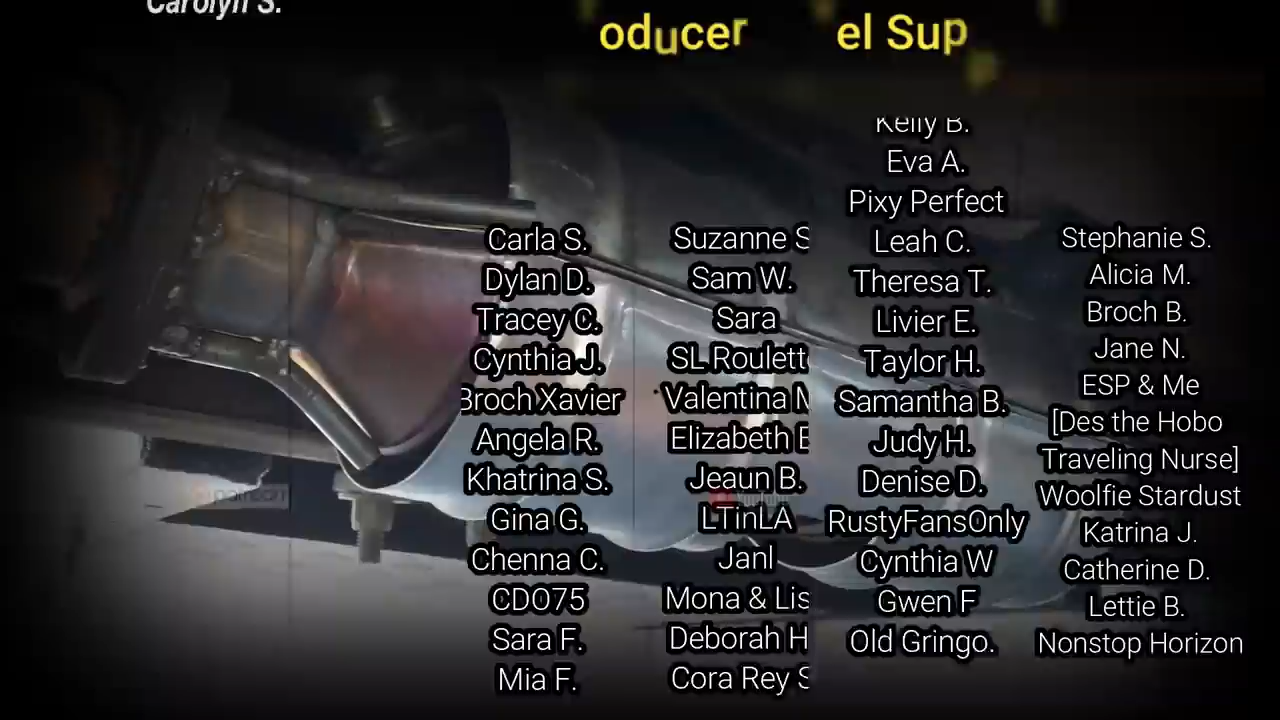 Carolyn S.
oducer
el Sup
Carla S.
Dylan D.
Tracey C.
Cynthia J.
Broch Xavier
Angela R.
Khatrina S.
Gina G.
Chenna C.
CDO75
Sara F.
Mia F.
Suzanne S
Sam W.
Sara
SL Roulett
Valentina M
Elizabeth E
Jeaun B.
LTinLA
JanI
Mona & Lis
Deborah H
Cora Rey S
Kelly B.
Eva A.
Pixy Perfect
Leah C.
Theresa T.
Livier E.
Taylor H.
Samantha B.
Judy H.
Denise D.
RustyFansOnly
Cynthia W
Gwen F
Old Gringo.
Stephanie S.
Alicia M.
Broch B.
Jane N.
ESP & Me
[Des the Hobo
Traveling Nurse]
Woolfie Stardust
Katrina J.
Catherine D.
Lettie B.
Nonstop Horizon
patreon